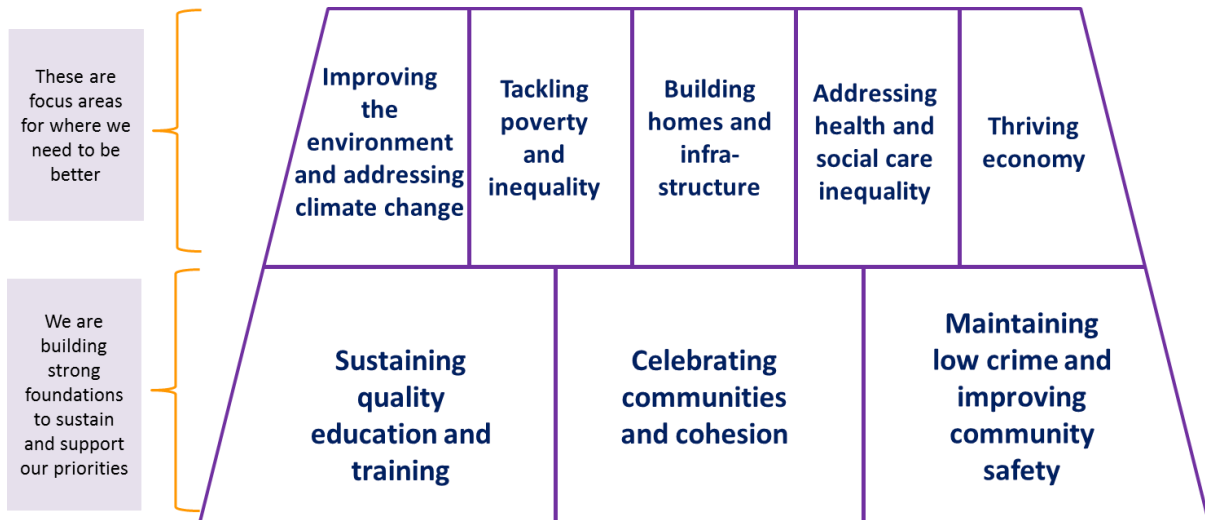 These are
focus areas
for where we
need to be
better
Improving
the
environment
and addressing
climate change
Tackling
poverty
and
inequality
Building
homes and
infra-
structure
Addressing
health and
social care
inequality
Thriving
economy
We are
building
strong
foundations
to sustain
and support
our priorities
Sustaining
quality
education and
training
Celebrating
communities
and cohesion
Maintaining
low crime and
improving
community
safety